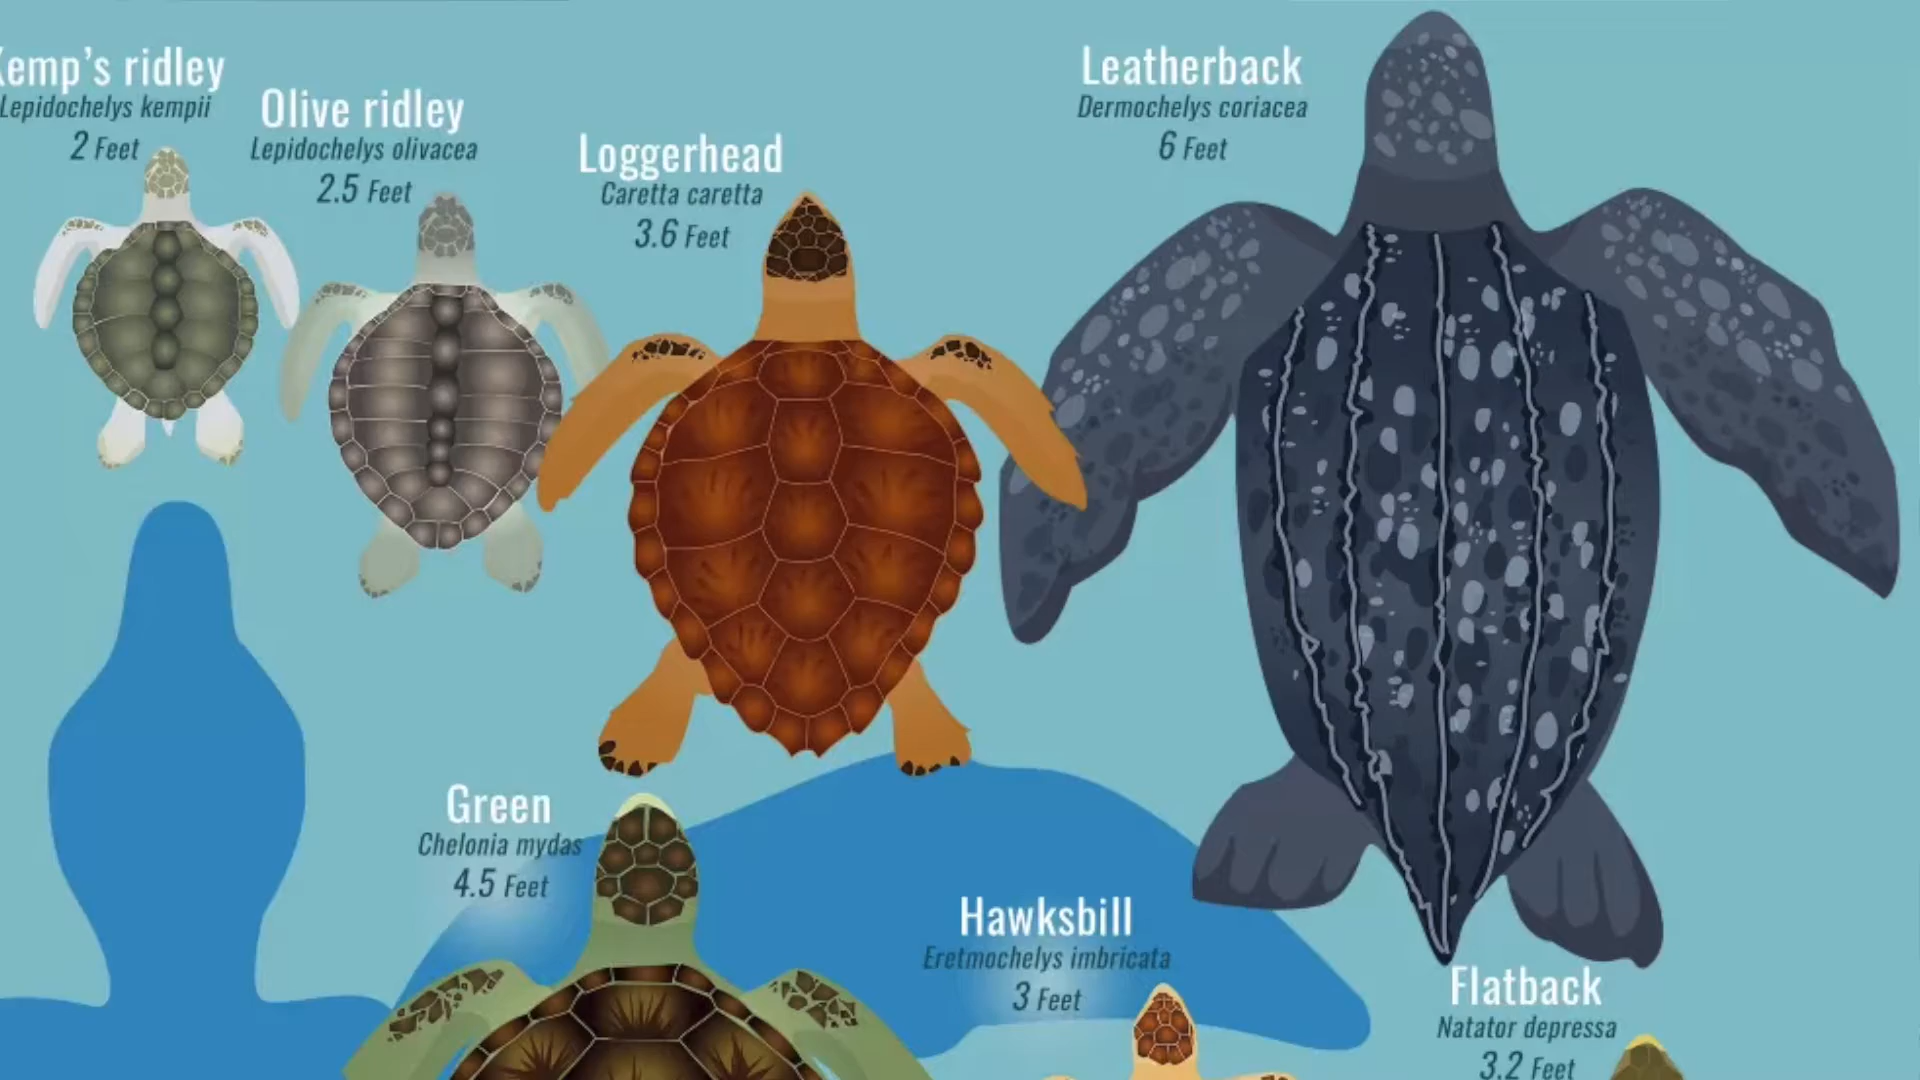 Kemp's ridley
Lepidochelys kempii
2 Feet
Olive ridley
Lepidochelys olivacea
2.5 Feet
Loggerhead
Caretta caretta
3.6 Feet
Leatherback
Dermochelys coriacea
6 Feet
Green
Chelonia mydas
4.5 Feet
Hawksbill
Eretmochelys imbricata
3 Feet
Flatback
Natator depressa
3.2 Feet